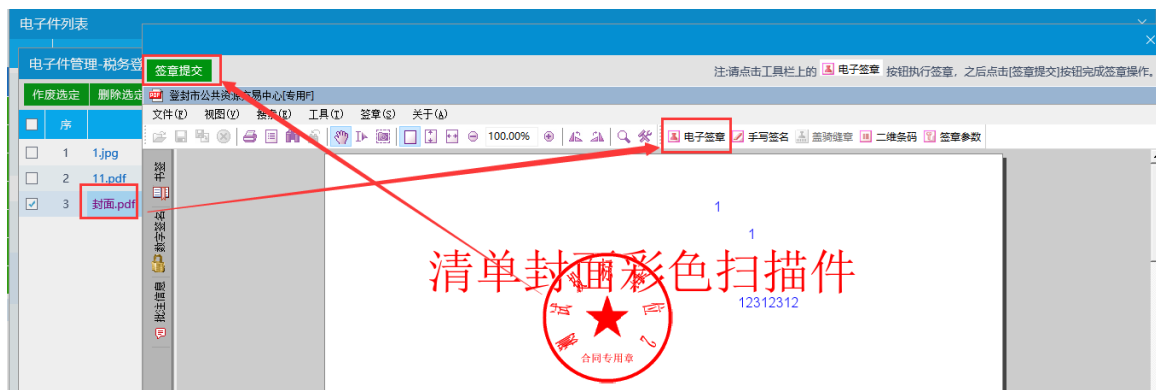 电子件列表
电子件管理-税务登
签章提交
注:请点击工具栏上的 电子签章 按钮执行签章, 之后点击[签章提交]按钮完成签章操作。
作废选定 删除选定
登封市公共资源交易中心[专用F]
文件(F) 视图(V) 搜索(R) 工具(T) 签章(S) 关于(A)
100.00% 电子签章 手写签名 盖骑缝章 二维条码 签章参数
序
1 1.jpg
2 11.pdf
3 封面.pdf
书签
数字签名
批注信息
1
1
清单封面彩色扫描件
12312312
合同专用章